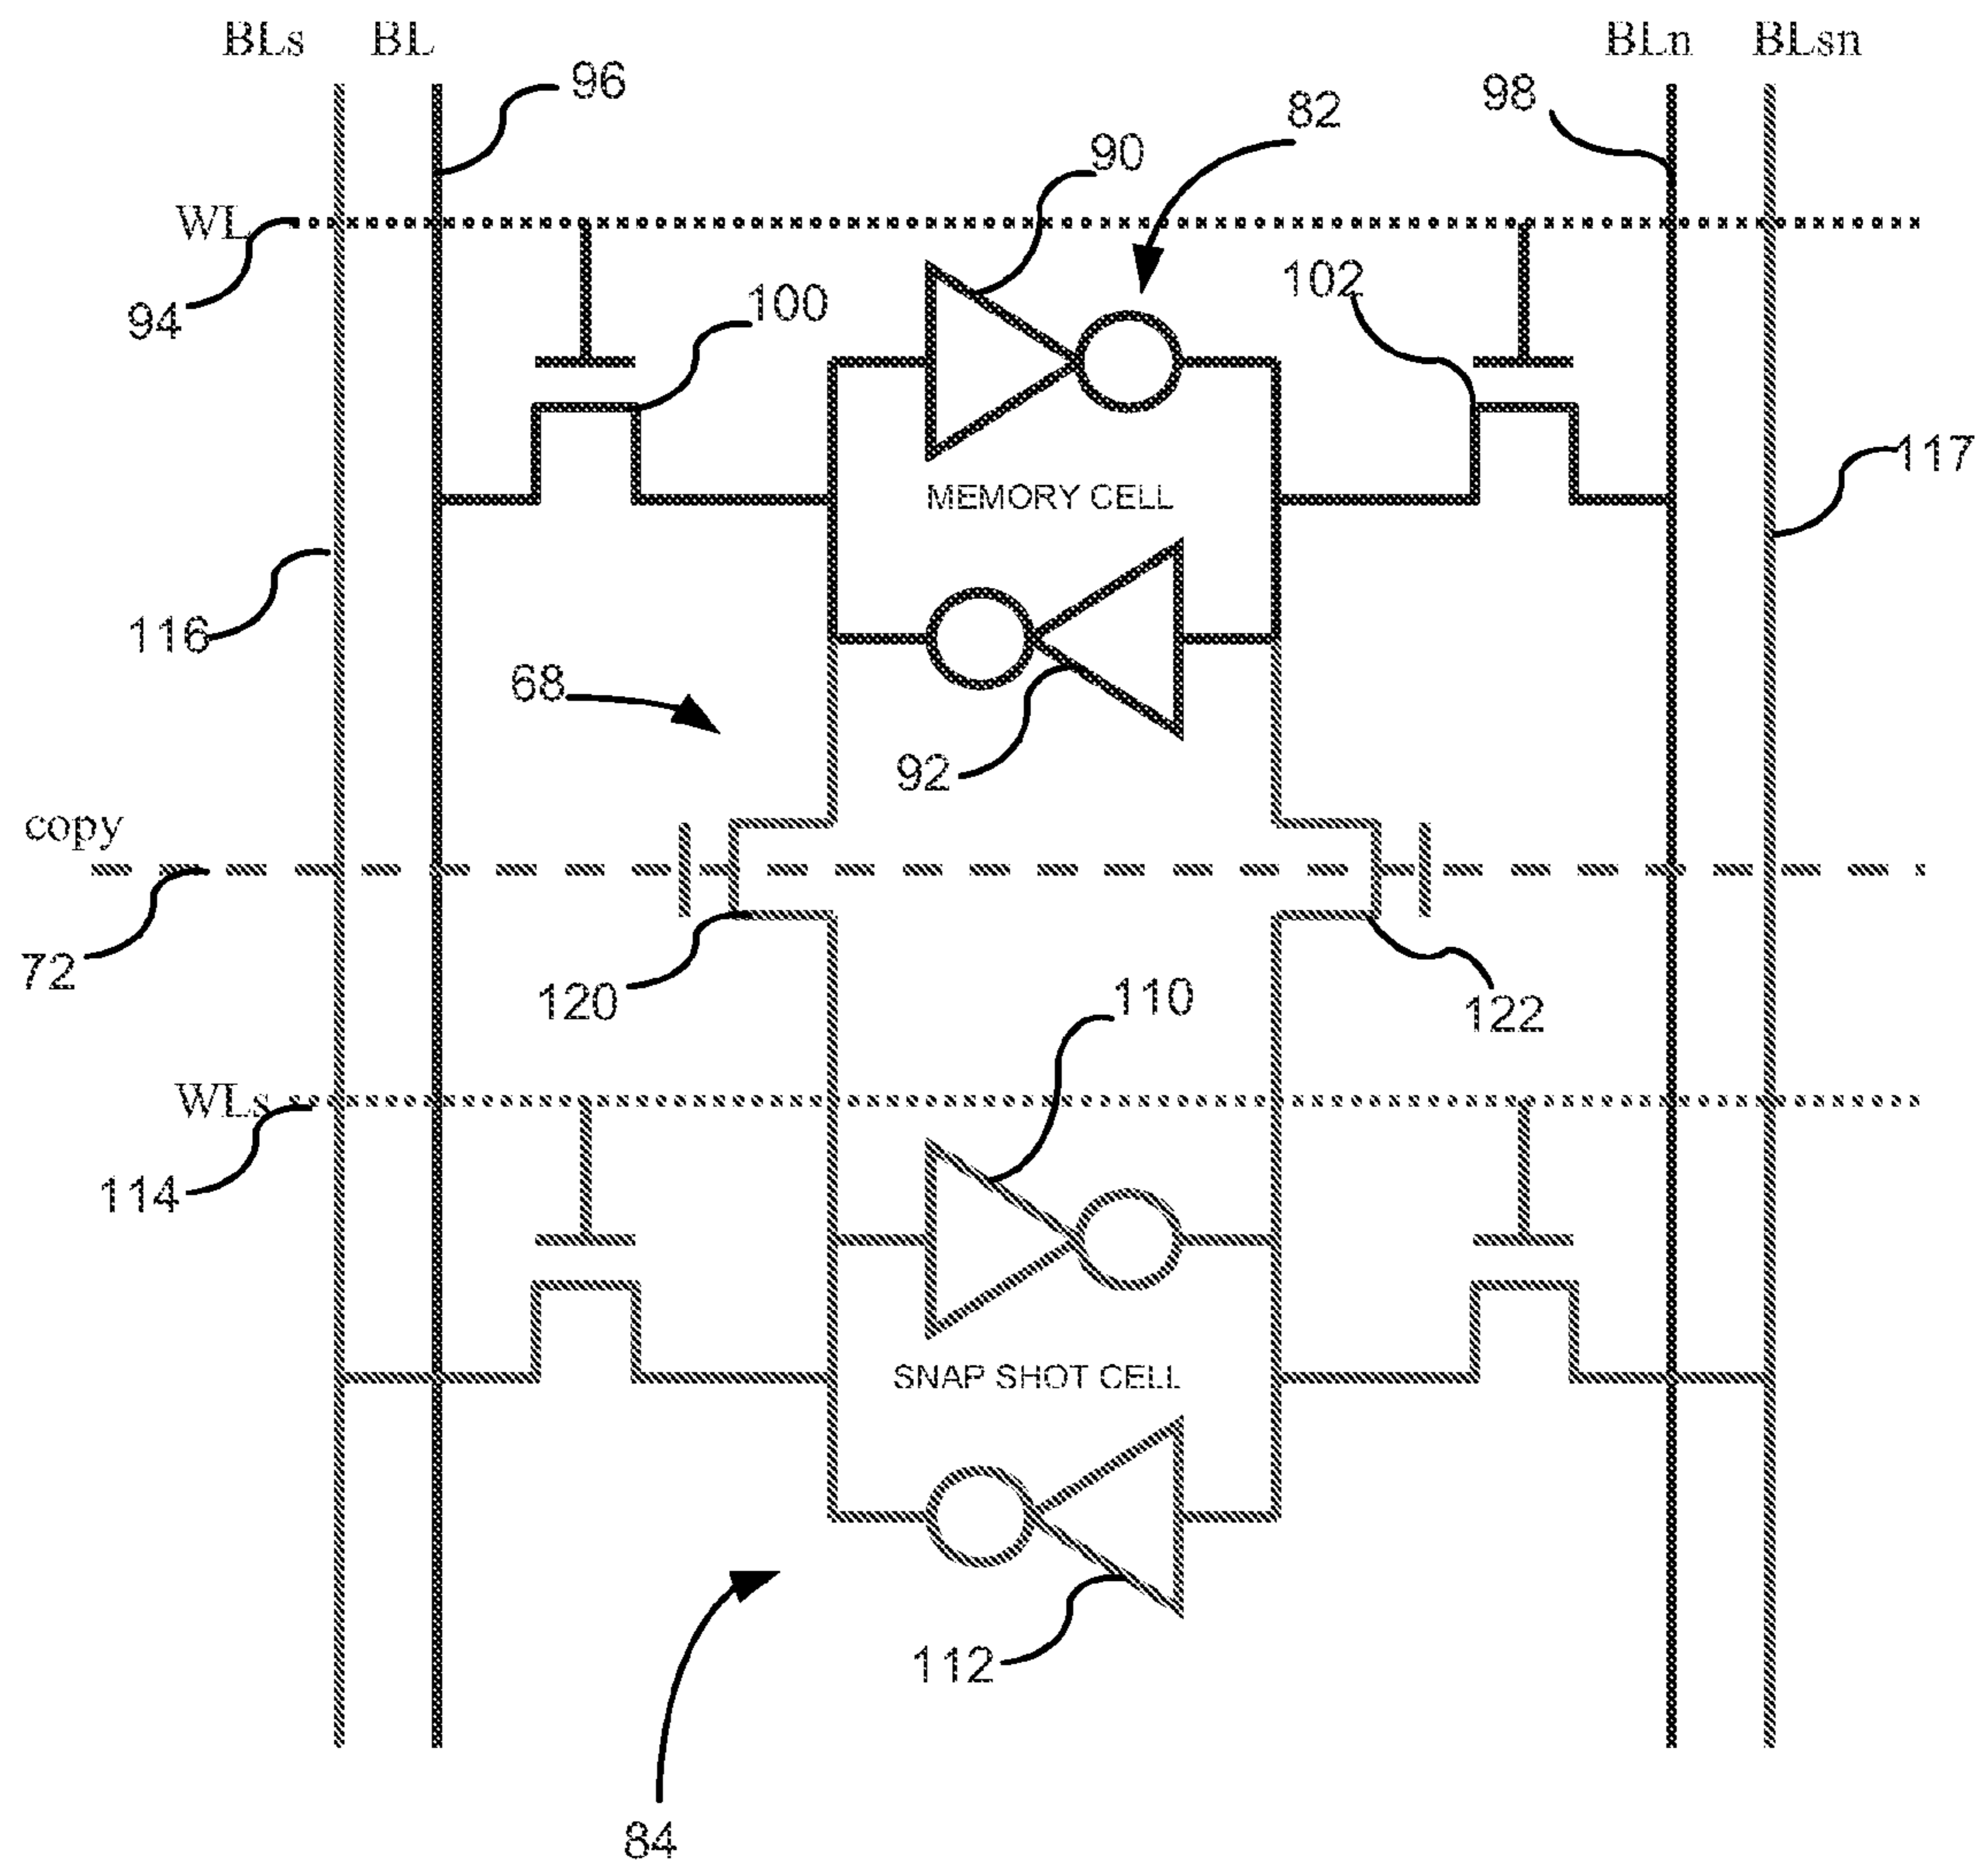 BLs BL BLn BLsn
96 98 82
90
WL
94 100 102
117
MEMORY CELL
116
68
92
copy
72
120 110 122
WLs
114
SNAP SHOT CELL
112
84